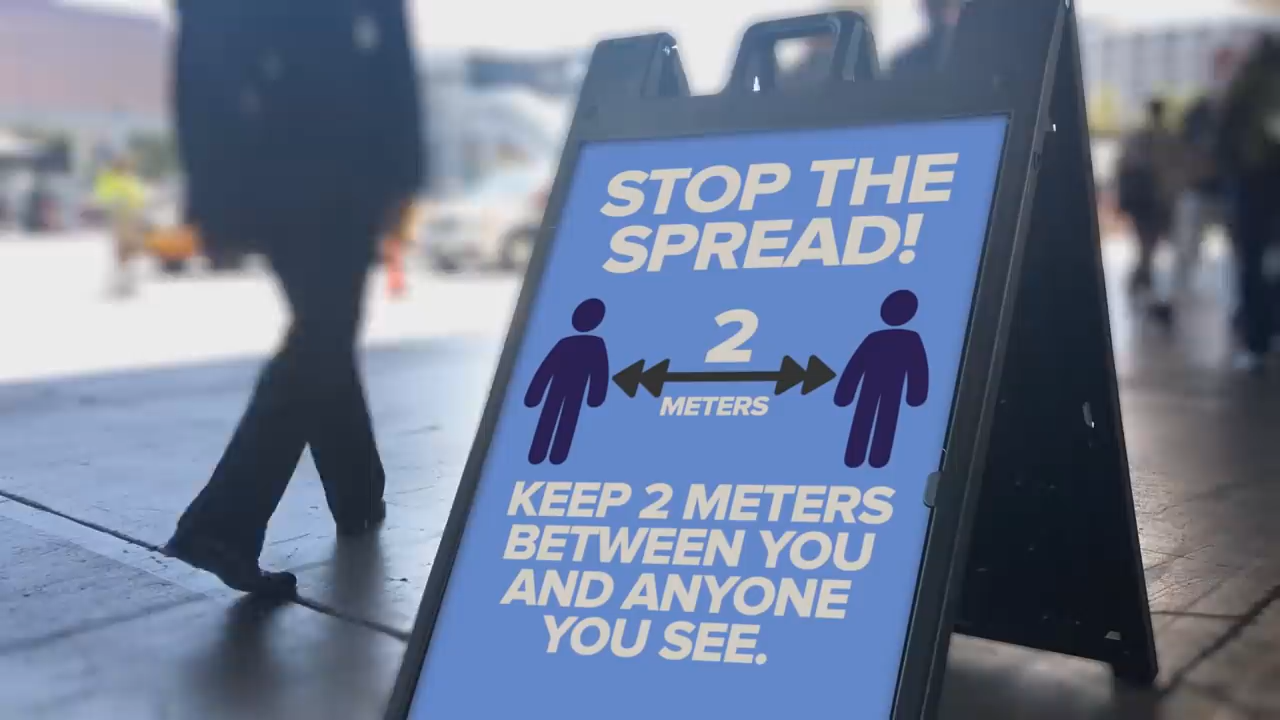 STOP THE
SPREAD!
2
METERS
KEEP 2 METERS
BETWEEN YOU
AND ANYONE
YOU SEE.